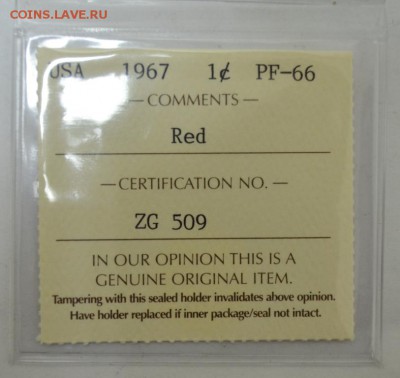 COINS.LAVE.RU
USA 1967 1¢ PF-66
— COMMENTS —
Red
— CERTIFICATION NO. —
ZG 509
IN OUR OPINION THIS IS A
GENUINE ORIGINAL ITEM.
Tampering with this sealed holder invalidates above opinion.
Have holder replaced if inner package/seal not intact.